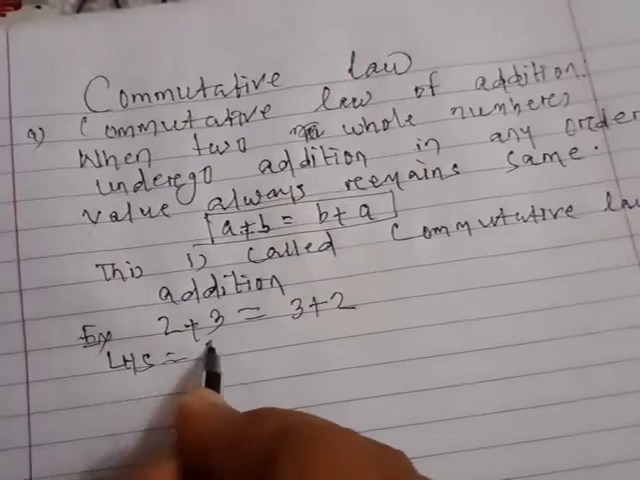 Commutative law
a) Commutative law of addition.
When two whole numbers
undergo addition in any order
value always remains same.
a+b = b+a
This is called Commutative law
addition
Ex 2+3 = 3+2
LHS =